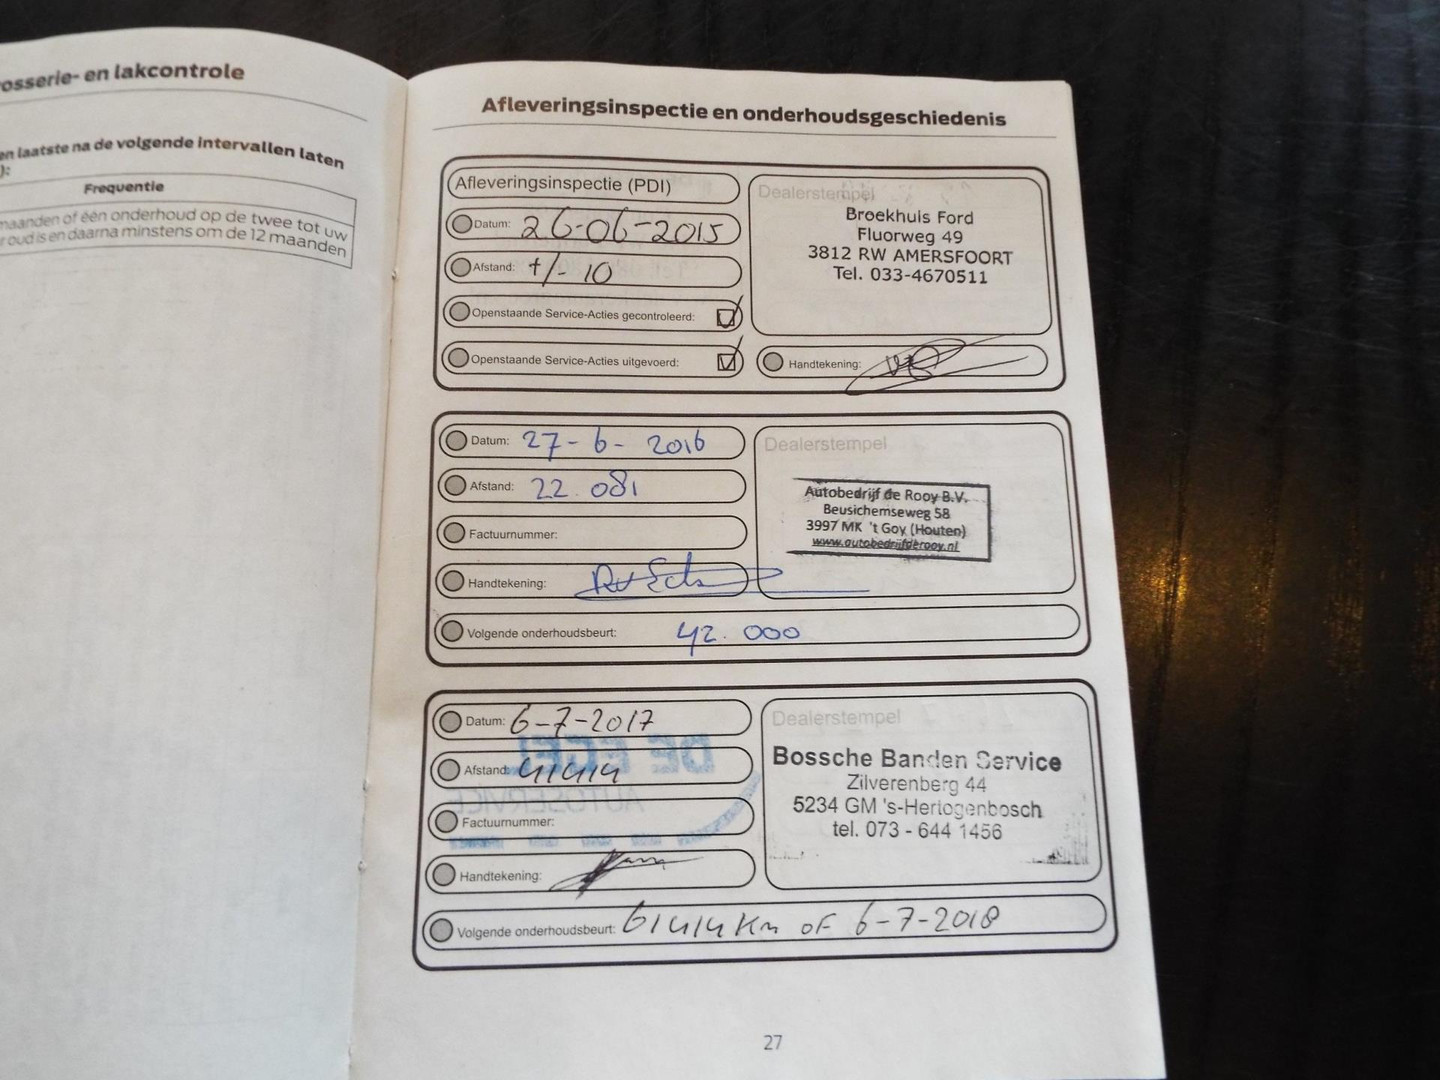 osserie- en lakcontrole
en laatste na de volgende intervallen laten
):
Frequentie
maanden of één onderhoud op de twee tot uw
r oud is en daarna minstens om de 12 maanden
Afleveringsinspectie en onderhoudsgeschiedenis
Afleveringsinspectie (PDI)
Datum: 26-06-2015
Afstand: +/- 10
Openstaande Service-Acties gecontroleerd:
Openstaande Service-Acties uitgevoerd:
Dealerstempel
Broekhuis Ford
Fluorweg 49
3812 RW AMERSFOORT
Tel. 033-4670511
Handtekening:
Datum: 27-6-2016
Afstand: 22.081
Factuurnummer:
Handtekening:
Dealerstempel
Autobedrijf de Rooy B.V.
Beusichemseweg 58
3997 MK 't Goy (Houten)
www.autobedrijfderooy.nl
Volgende onderhoudsbeurt: 42.000
Datum: 6-7-2017
Afstand: 41414
Factuurnummer:
Handtekening:
DE EGEL
AUTOSERVICE
Dealerstempel
Bossche Banden Service
Zilverenberg 44
5234 GM 's-Hertogenbosch
tel. 073 - 644 1456
Volgende onderhoudsbeurt: 61414 Km oF 6-7-2018
27